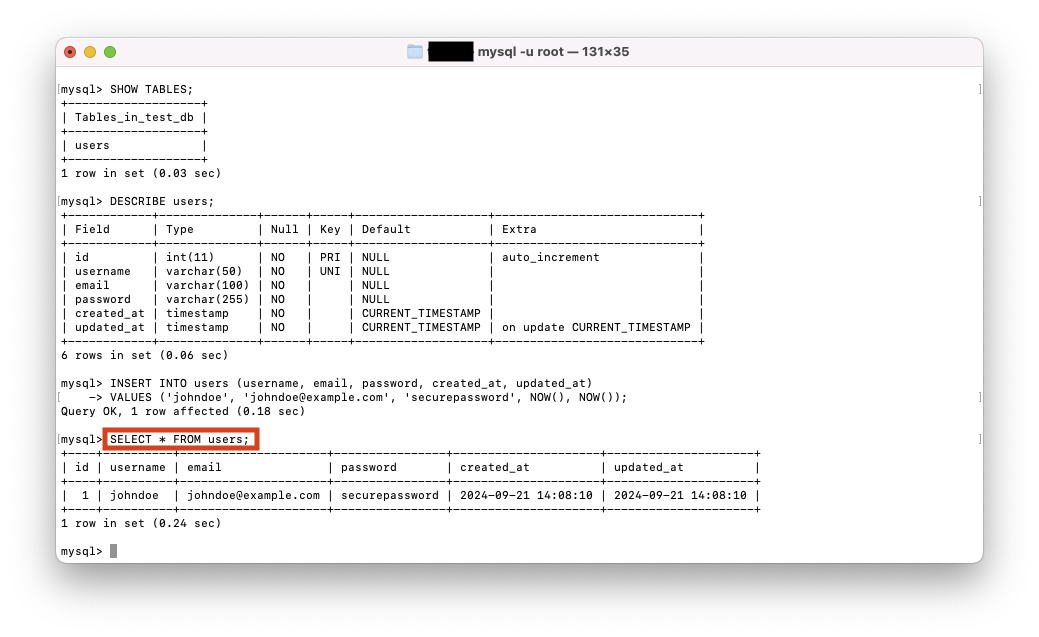 mysql -u root — 131×35
mysql> SHOW TABLES;
+-------------------+
| Tables_in_test_db |
+-------------------+
| users             |
+-------------------+
1 row in set (0.03 sec)
mysql> DESCRIBE users;
+------------+--------------+------+-----+-------------------+-----------------------------+
| Field      | Type         | Null | Key | Default           | Extra                       |
+------------+--------------+------+-----+-------------------+-----------------------------+
| id         | int(11)      | NO   | PRI | NULL              | auto_increment              |
| username   | varchar(50)  | NO   | UNI | NULL              |                             |
| email      | varchar(100) | NO   |     | NULL              |                             |
| password   | varchar(255) | NO   |     | NULL              |                             |
| created_at | timestamp    | NO   |     | CURRENT_TIMESTAMP |                             |
| updated_at | timestamp    | NO   |     | CURRENT_TIMESTAMP | on update CURRENT_TIMESTAMP |
+------------+--------------+------+-----+-------------------+-----------------------------+
6 rows in set (0.06 sec)
mysql> INSERT INTO users (username, email, password, created_at, updated_at)
    -> VALUES ('johndoe', 'johndoe@example.com', 'securepassword', NOW(), NOW());
Query OK, 1 row affected (0.18 sec)
mysql> SELECT * FROM users;
+----+----------+---------------------+----------------+---------------------+---------------------+
| id | username | email               | password       | created_at          | updated_at          |
+----+----------+---------------------+----------------+---------------------+---------------------+
|  1 | johndoe  | johndoe@example.com | securepassword | 2024-09-21 14:08:10 | 2024-09-21 14:08:10 |
+----+----------+---------------------+----------------+---------------------+---------------------+
1 row in set (0.24 sec)
mysql>